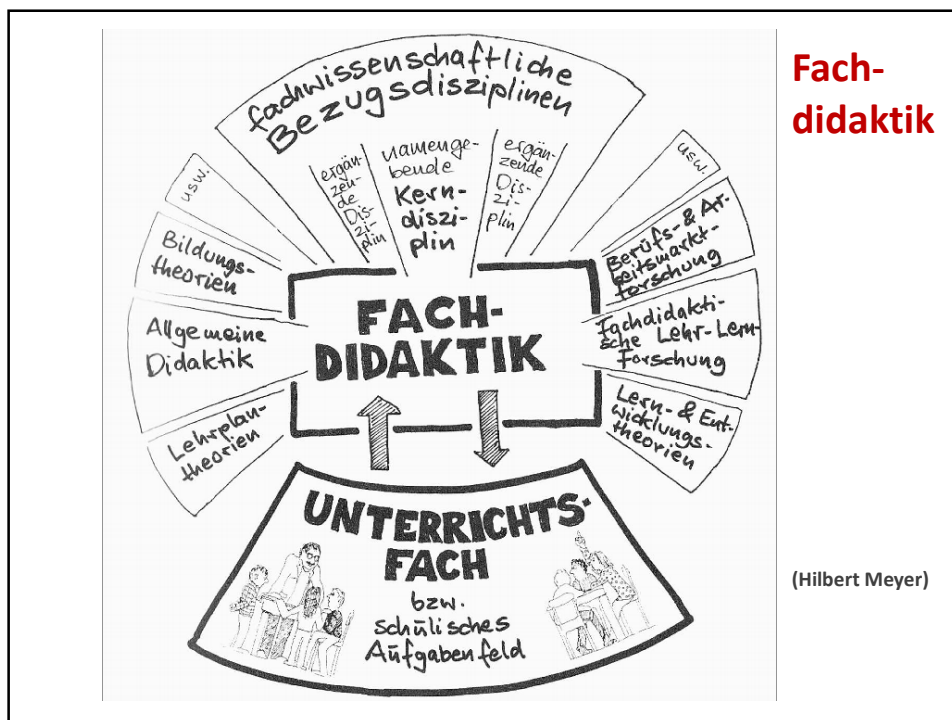 Fach-
didaktik
fachwissenschaftliche
Bezugsdisziplinen
usw.
ergän-
zen-
de
Dis-
zi-
plin
namenge-
bende
Kern-
diszi-
plin
ergän-
zende
Dis-
zi-
plin
usw.
Bildungs-
theorien
Allgemeine
Didaktik
Lehrplan-
theorien
Berufs- & Ar-
beitsmarkt-
forschung
Fachdidakti-
sche Lehr-Lern-
Forschung
Lern- & Ent-
wicklungs-
theorien
FACH-
DIDAKTIK
UNTERRICHTS-
FACH
bzw.
schulisches
Aufgabenfeld
(Hilbert Meyer)